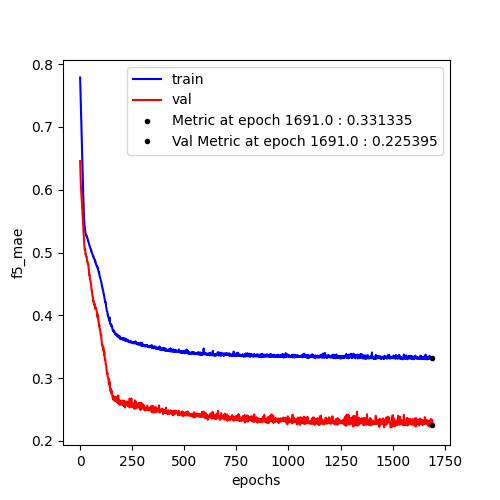 0.8
0.7
0.6
0.5
0.4
0.3
0.2
f5_mae
train
val
Metric at epoch 1691.0 : 0.331335
Val Metric at epoch 1691.0 : 0.225395
0 250 500 750 1000 1250 1500 1750
epochs